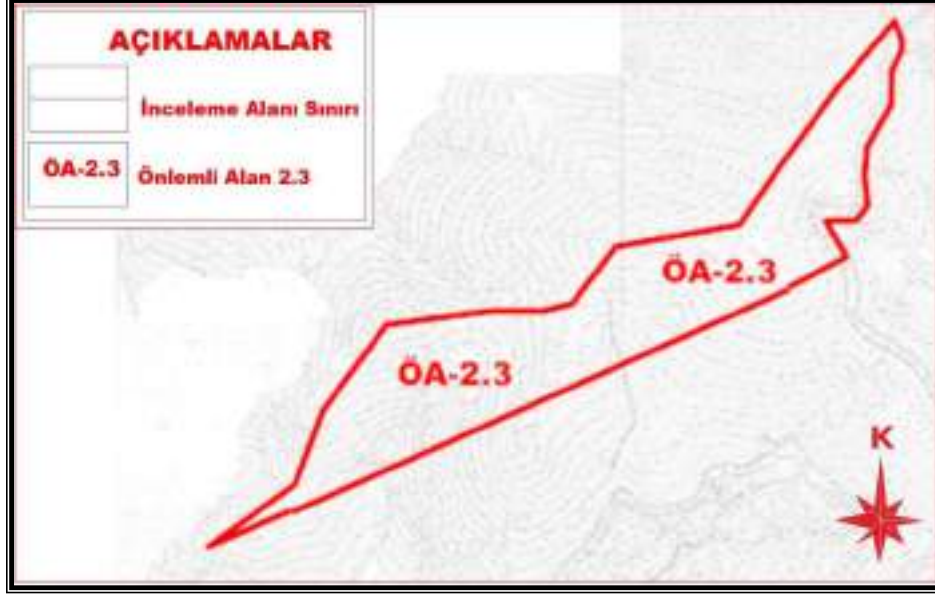 AÇIKLAMALAR
İnceleme Alanı Sınırı
ÖA-2.3 Önlemli Alan 2.3
ÖA-2.3
ÖA-2.3
K